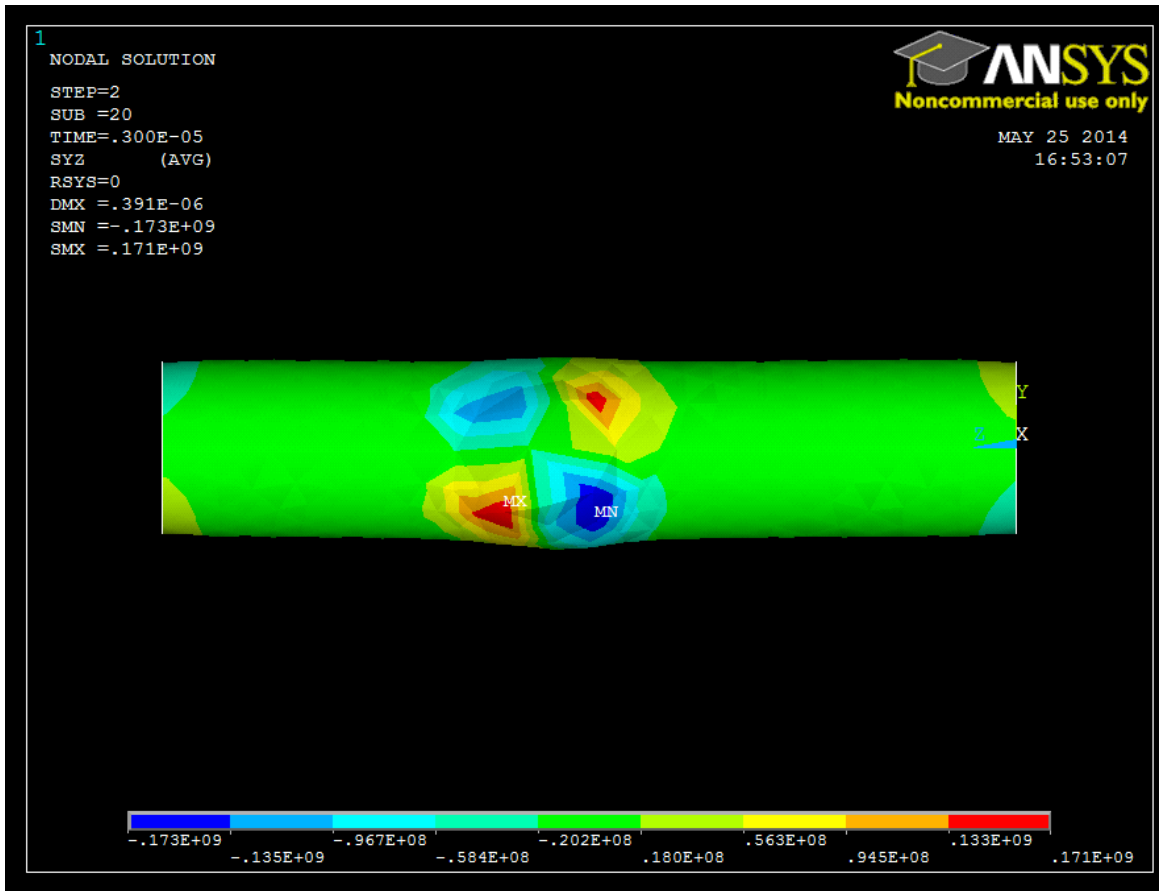 1
NODAL SOLUTION
STEP=2
SUB =20
TIME=.300E-05
SYZ (AVG)
RSYS=0
DMX =.391E-06
SMN =-.173E+09
SMX =.171E+09
ANSYS
Noncommercial use only
MAY 25 2014
16:53:07
Y
Z X
MX
MN
-.173E+09 -.967E+08 -.202E+08 .563E+08 .133E+09
-.135E+09 -.584E+08 .180E+08 .945E+08 .171E+09